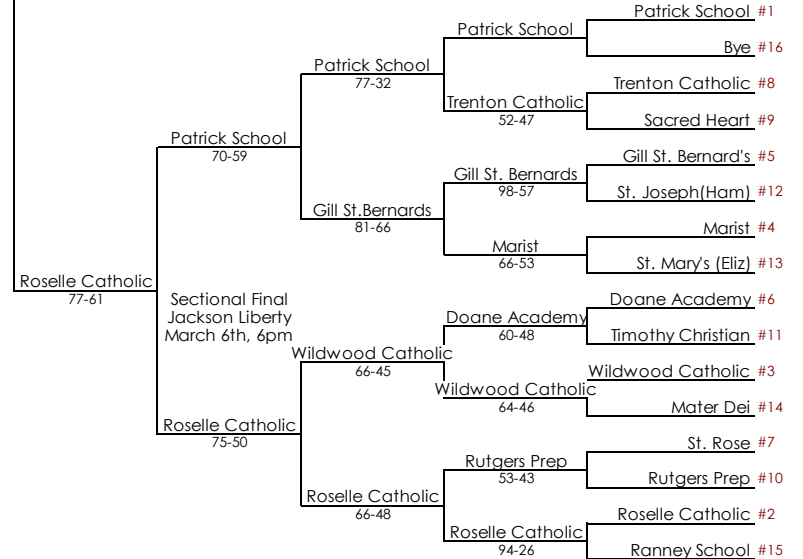 Patrick School #1
Patrick School
Bye #16
Patrick School
77-32
Trenton Catholic #8
Trenton Catholic
52-47
Sacred Heart #9
Patrick School
70-59
Gill St. Bernard's #5
Gill St. Bernards
98-57
St. Joseph(Ham) #12
Gill St.Bernards
81-66
Marist #4
Marist
66-53
St. Mary's (Eliz) #13
Roselle Catholic
77-61
Sectional Final
Jackson Liberty
March 6th, 6pm
Doane Academy #6
Doane Academy
60-48
Timothy Christian #11
Wildwood Catholic
66-45
Wildwood Catholic #3
Wildwood Catholic
64-46
Mater Dei #14
Roselle Catholic
75-50
St. Rose #7
Rutgers Prep
53-43
Rutgers Prep #10
Roselle Catholic
66-48
Roselle Catholic #2
Roselle Catholic
94-26
Ranney School #15